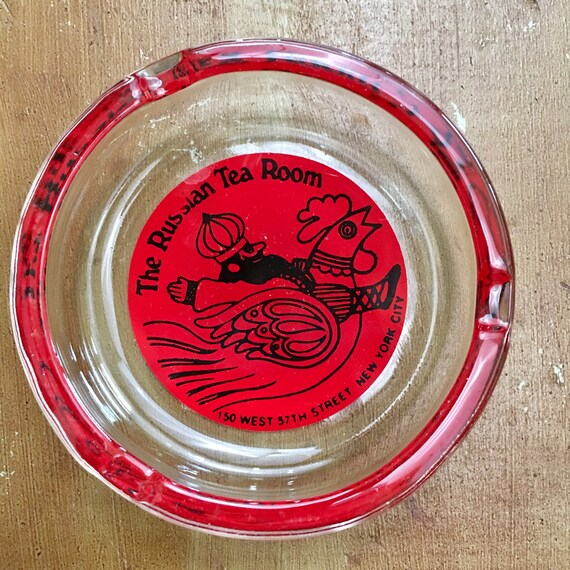 The Russian Tea Room
150 WEST 57TH STREET NEW YORK CITY